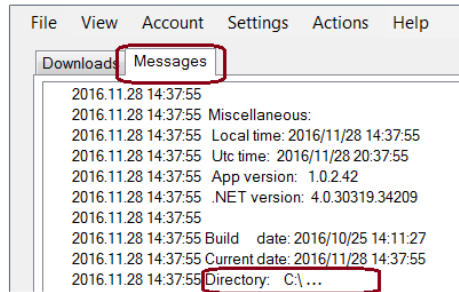 File View Account Settings Actions Help
Downloads Messages
2016.11.28 14:37:55
2016.11.28 14:37:55 Miscellaneous:
2016.11.28 14:37:55 Local time: 2016/11/28 14:37:55
2016.11.28 14:37:55 Utc time: 2016/11/28 20:37:55
2016.11.28 14:37:55 App version: 1.0.2.42
2016.11.28 14:37:55 .NET version: 4.0.30319.34209
2016.11.28 14:37:55
2016.11.28 14:37:55 Build date: 2016/10/25 14:11:27
2016.11.28 14:37:55 Current date: 2016/11/28 14:37:55
2016.11.28 14:37:55 Directory: C:\ ...